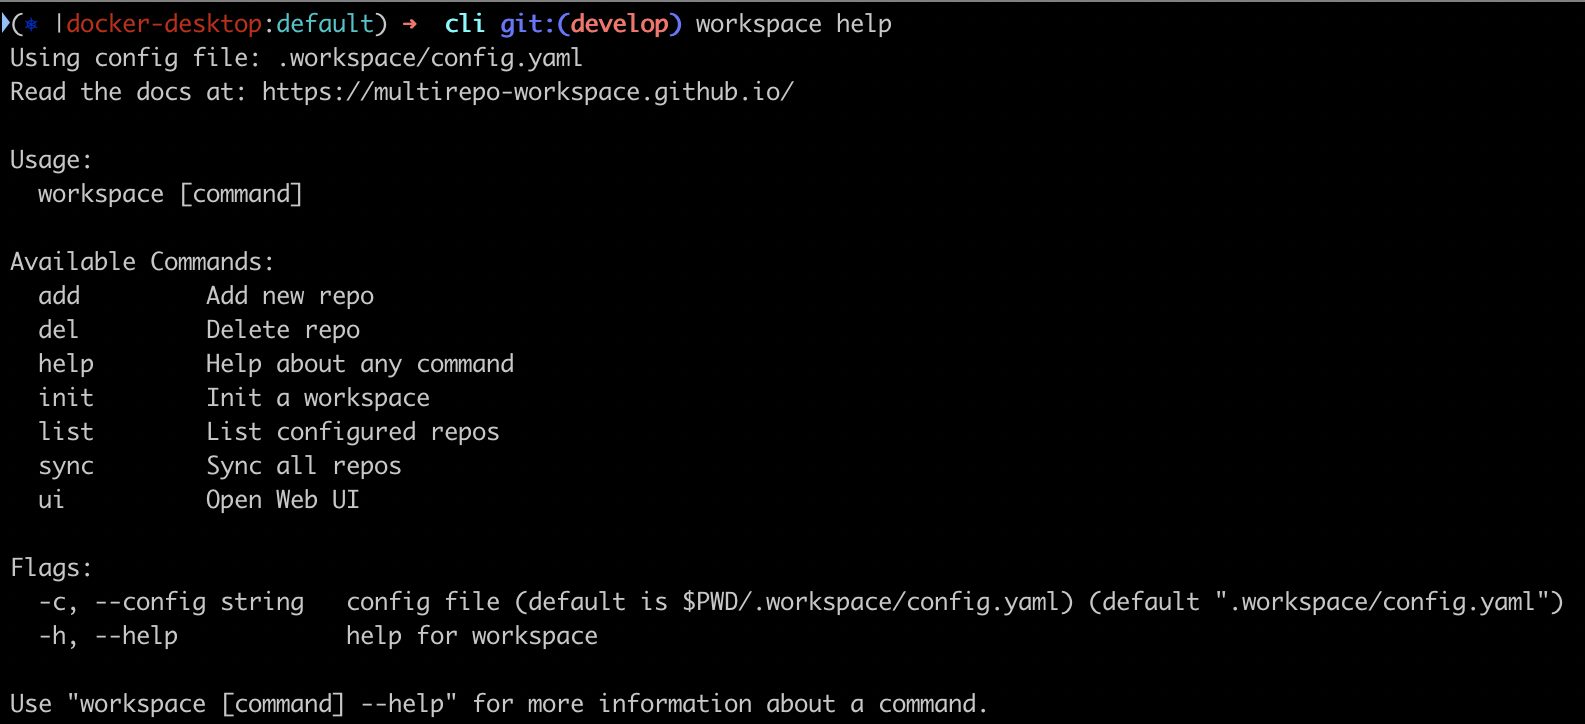 (⎈ |docker-desktop:default) ➜  cli git:(develop) workspace help
Using config file: .workspace/config.yaml
Read the docs at: https://multirepo-workspace.github.io/

Usage:
  workspace [command]

Available Commands:
  add         Add new repo
  del         Delete repo
  help        Help about any command
  init        Init a workspace
  list        List configured repos
  sync        Sync all repos
  ui          Open Web UI

Flags:
  -c, --config string   config file (default is $PWD/.workspace/config.yaml) (default ".workspace/config.yaml")
  -h, --help            help for workspace

Use "workspace [command] --help" for more information about a command.